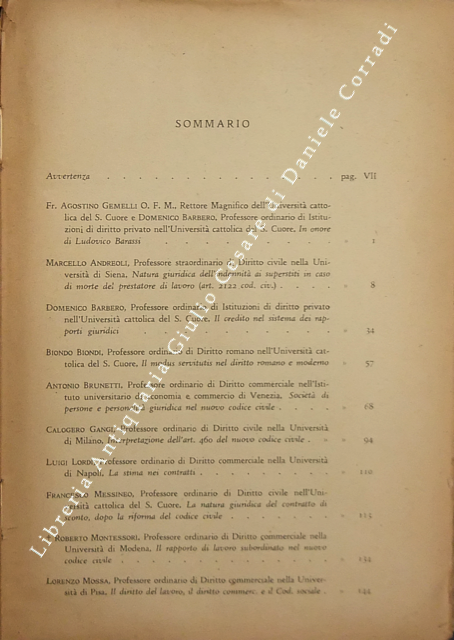 SOMMARIO
Avvertenza . . . . . . . . . . . . . . pag. VII
Fr. AGOSTINO GEMELLI O. F. M., Rettore Magnifico dell'Università catto-
lica del S. Cuore e DOMENICO BARBERO, Professore ordinario di Istitu-
zioni di diritto privato nell'Università cattolica del S. Cuore, In onore
di Ludovico Barassi . . . . . . . . . . . . » 1
MARCELLO ANDREOLI, Professore straordinario di Diritto civile nella Uni-
versità di Siena, Natura giuridica dell'indennità ai superstiti in caso
di morte del prestatore di lavoro (art. 2122 cod. civ.) . . . . » 8
DOMENICO BARBERO, Professore ordinario di Istituzioni di diritto privato
nell'Università cattolica del S. Cuore, Il credito nel sistema dei rap-
porti giuridici . . . . . . . . . . . . . » 34
BIONDO BIONDI, Professore ordinario di Diritto romano nell'Università cat-
tolica del S. Cuore, Il modus servitutis nel diritto romano e moderno » 57
ANTONIO BRUNETTI, Professore ordinario di Diritto commerciale nell'Isti-
tuto universitario di economia e commercio di Venezia, Società di
persone e personalità giuridica nel nuovo codice civile . . . . » 68
CALOGERO GANGI, Professore ordinario di Diritto civile nella Università
di Milano, Interpretazione dell'art. 460 del nuovo codice civile . . » 94
LUIGI LORDI, Professore ordinario di Diritto commerciale nella Università
di Napoli, La stima nei contratti . . . . . . . . » 110
FRANCESCO MESSINEO, Professore ordinario di Diritto civile nell'Uni-
versità cattolica del S. Cuore, La natura giuridica del contratto di
sconto, dopo la riforma del codice civile . . . . . . »
ROBERTO MONTESSORI, Professore ordinario di Diritto commerciale nella
Università di Modena, Il rapporto di lavoro subordinato nel nuovo
codice civile . . . . . . . . . . . . . » 134
LORENZO MOSSA, Professore ordinario di Diritto commerciale nella Univer-
sità di Pisa, Il diritto del lavoro, il diritto commerc. e il Cod. sociale . »
Libreria Antiquaria Giulio Cesare di Daniele Corradi